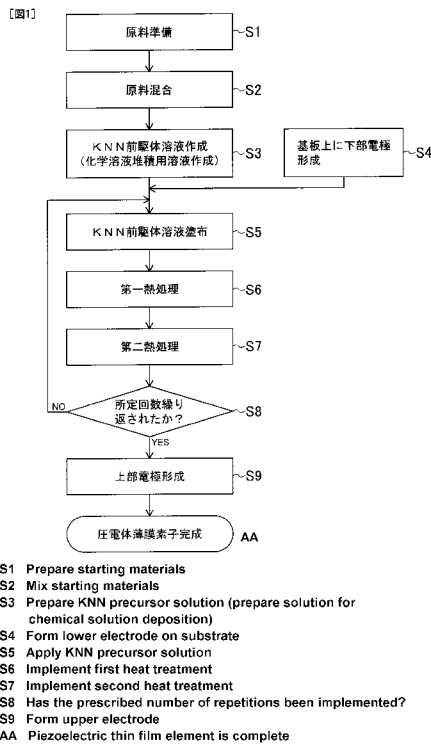 [図1]
原料準備
S1
原料混合
S2
KNN前駆体溶液作成
(化学溶液堆積用溶液作成)
S3
基板上に下部電極
形成
S4
KNN前駆体溶液塗布
S5
第一熱処理
S6
第二熱処理
S7
所定回数繰り
返されたか?
S8
NO
YES
上部電極形成
S9
圧電体薄膜素子完成
AA
S1 Prepare starting materials
S2 Mix starting materials
S3 Prepare KNN precursor solution (prepare solution for
chemical solution deposition)
S4 Form lower electrode on substrate
S5 Apply KNN precursor solution
S6 Implement first heat treatment
S7 Implement second heat treatment
S8 Has the prescribed number of repetitions been implemented?
S9 Form upper electrode
AA Piezoelectric thin film element is complete